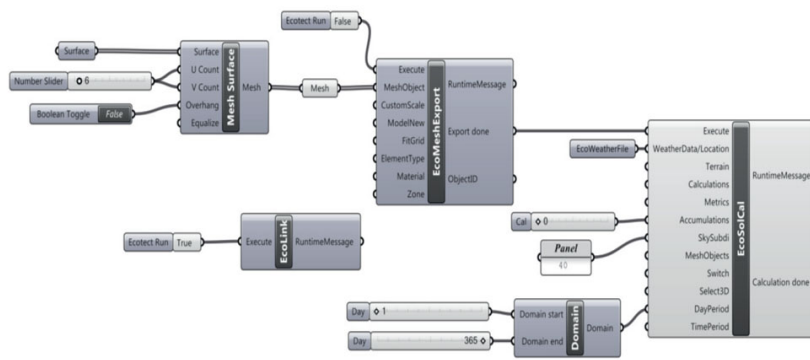 Ecotect Run False
Surface
Number Slider 6
Boolean Toggle False
Surface
U Count
V Count
Overhang
Equalize
Mesh Surface
Mesh
Mesh
Execute
MeshObject
CustomScale
ModelNew
FitGrid
ElementType
Material
Zone
EcoMeshExport
RuntimeMessage
Export done
ObjectID
Ecotect Run True
Execute
EcoLink
RuntimeMessage
EcoWeatherFile
Cal 0
Panel
40
Day 1
Day 365
Domain start
Domain end
Domain
Domain
Execute
WeatherData/Location
Terrain
Calculations
Metrics
Accumulations
SkySubdi
MeshObjects
Switch
Select3D
DayPeriod
TimePeriod
EcoSolCal
RuntimeMessage
Calculation done